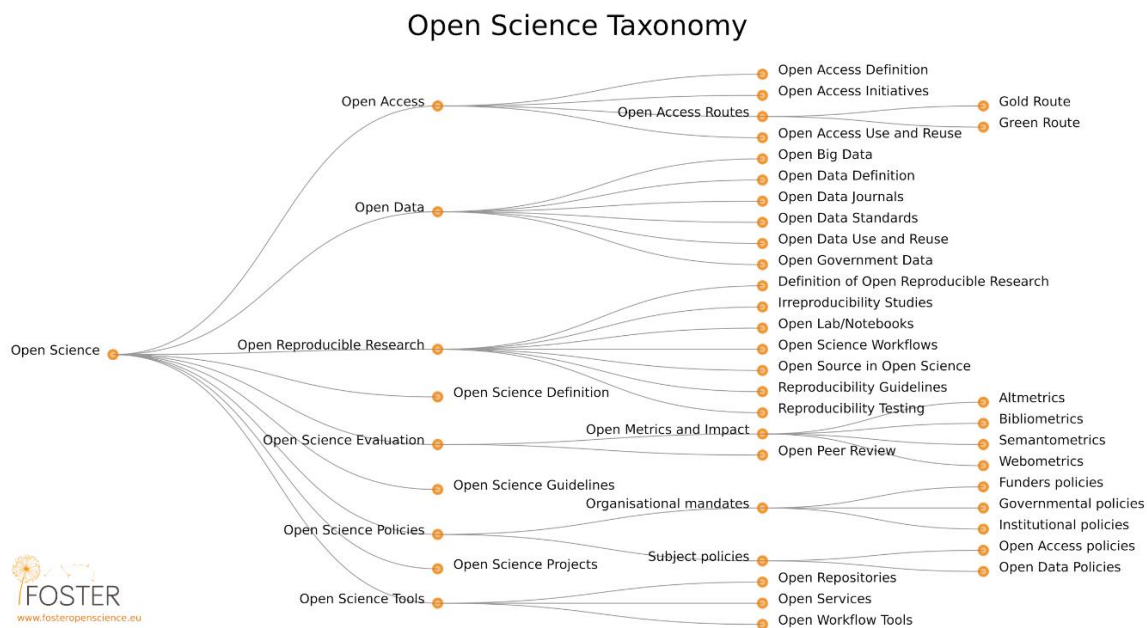 Open Science Taxonomy
Open Science
Open Access
Open Access Definition
Open Access Initiatives
Open Access Routes
Gold Route
Green Route
Open Access Use and Reuse
Open Data
Open Big Data
Open Data Definition
Open Data Journals
Open Data Standards
Open Data Use and Reuse
Open Government Data
Open Reproducible Research
Definition of Open Reproducible Research
Irreproducibility Studies
Open Lab/Notebooks
Open Science Workflows
Open Source in Open Science
Reproducibility Guidelines
Reproducibility Testing
Open Science Definition
Open Science Evaluation
Open Metrics and Impact
Altmetrics
Bibliometrics
Semantometrics
Webometrics
Open Peer Review
Open Science Guidelines
Open Science Policies
Organisational mandates
Funders policies
Governmental policies
Institutional policies
Subject policies
Open Access policies
Open Data Policies
Open Science Projects
Open Science Tools
Open Repositories
Open Services
Open Workflow Tools
FOSTER
www.fosteropenscience.eu